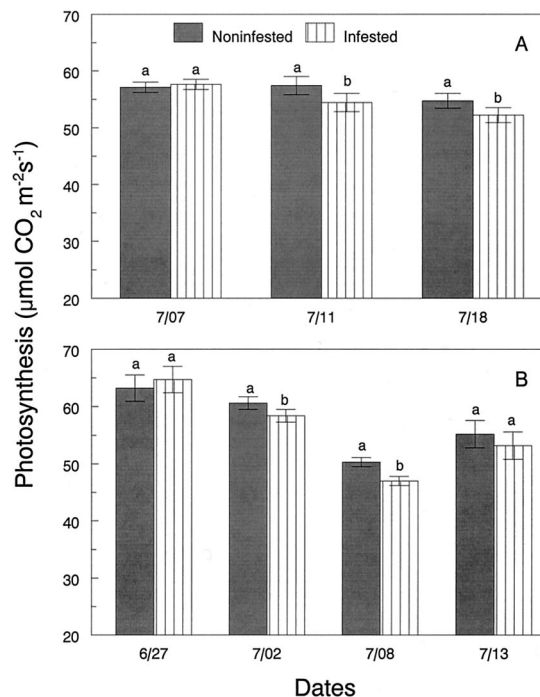 70
Noninfested Infested A
a a a b a b
60
50
40
30
20
7/07 7/11 7/18
Photosynthesis (µmol CO₂ m⁻²s⁻¹)
70
B
a a a b a b a a
60
50
40
30
20
6/27 7/02 7/08 7/13
Dates